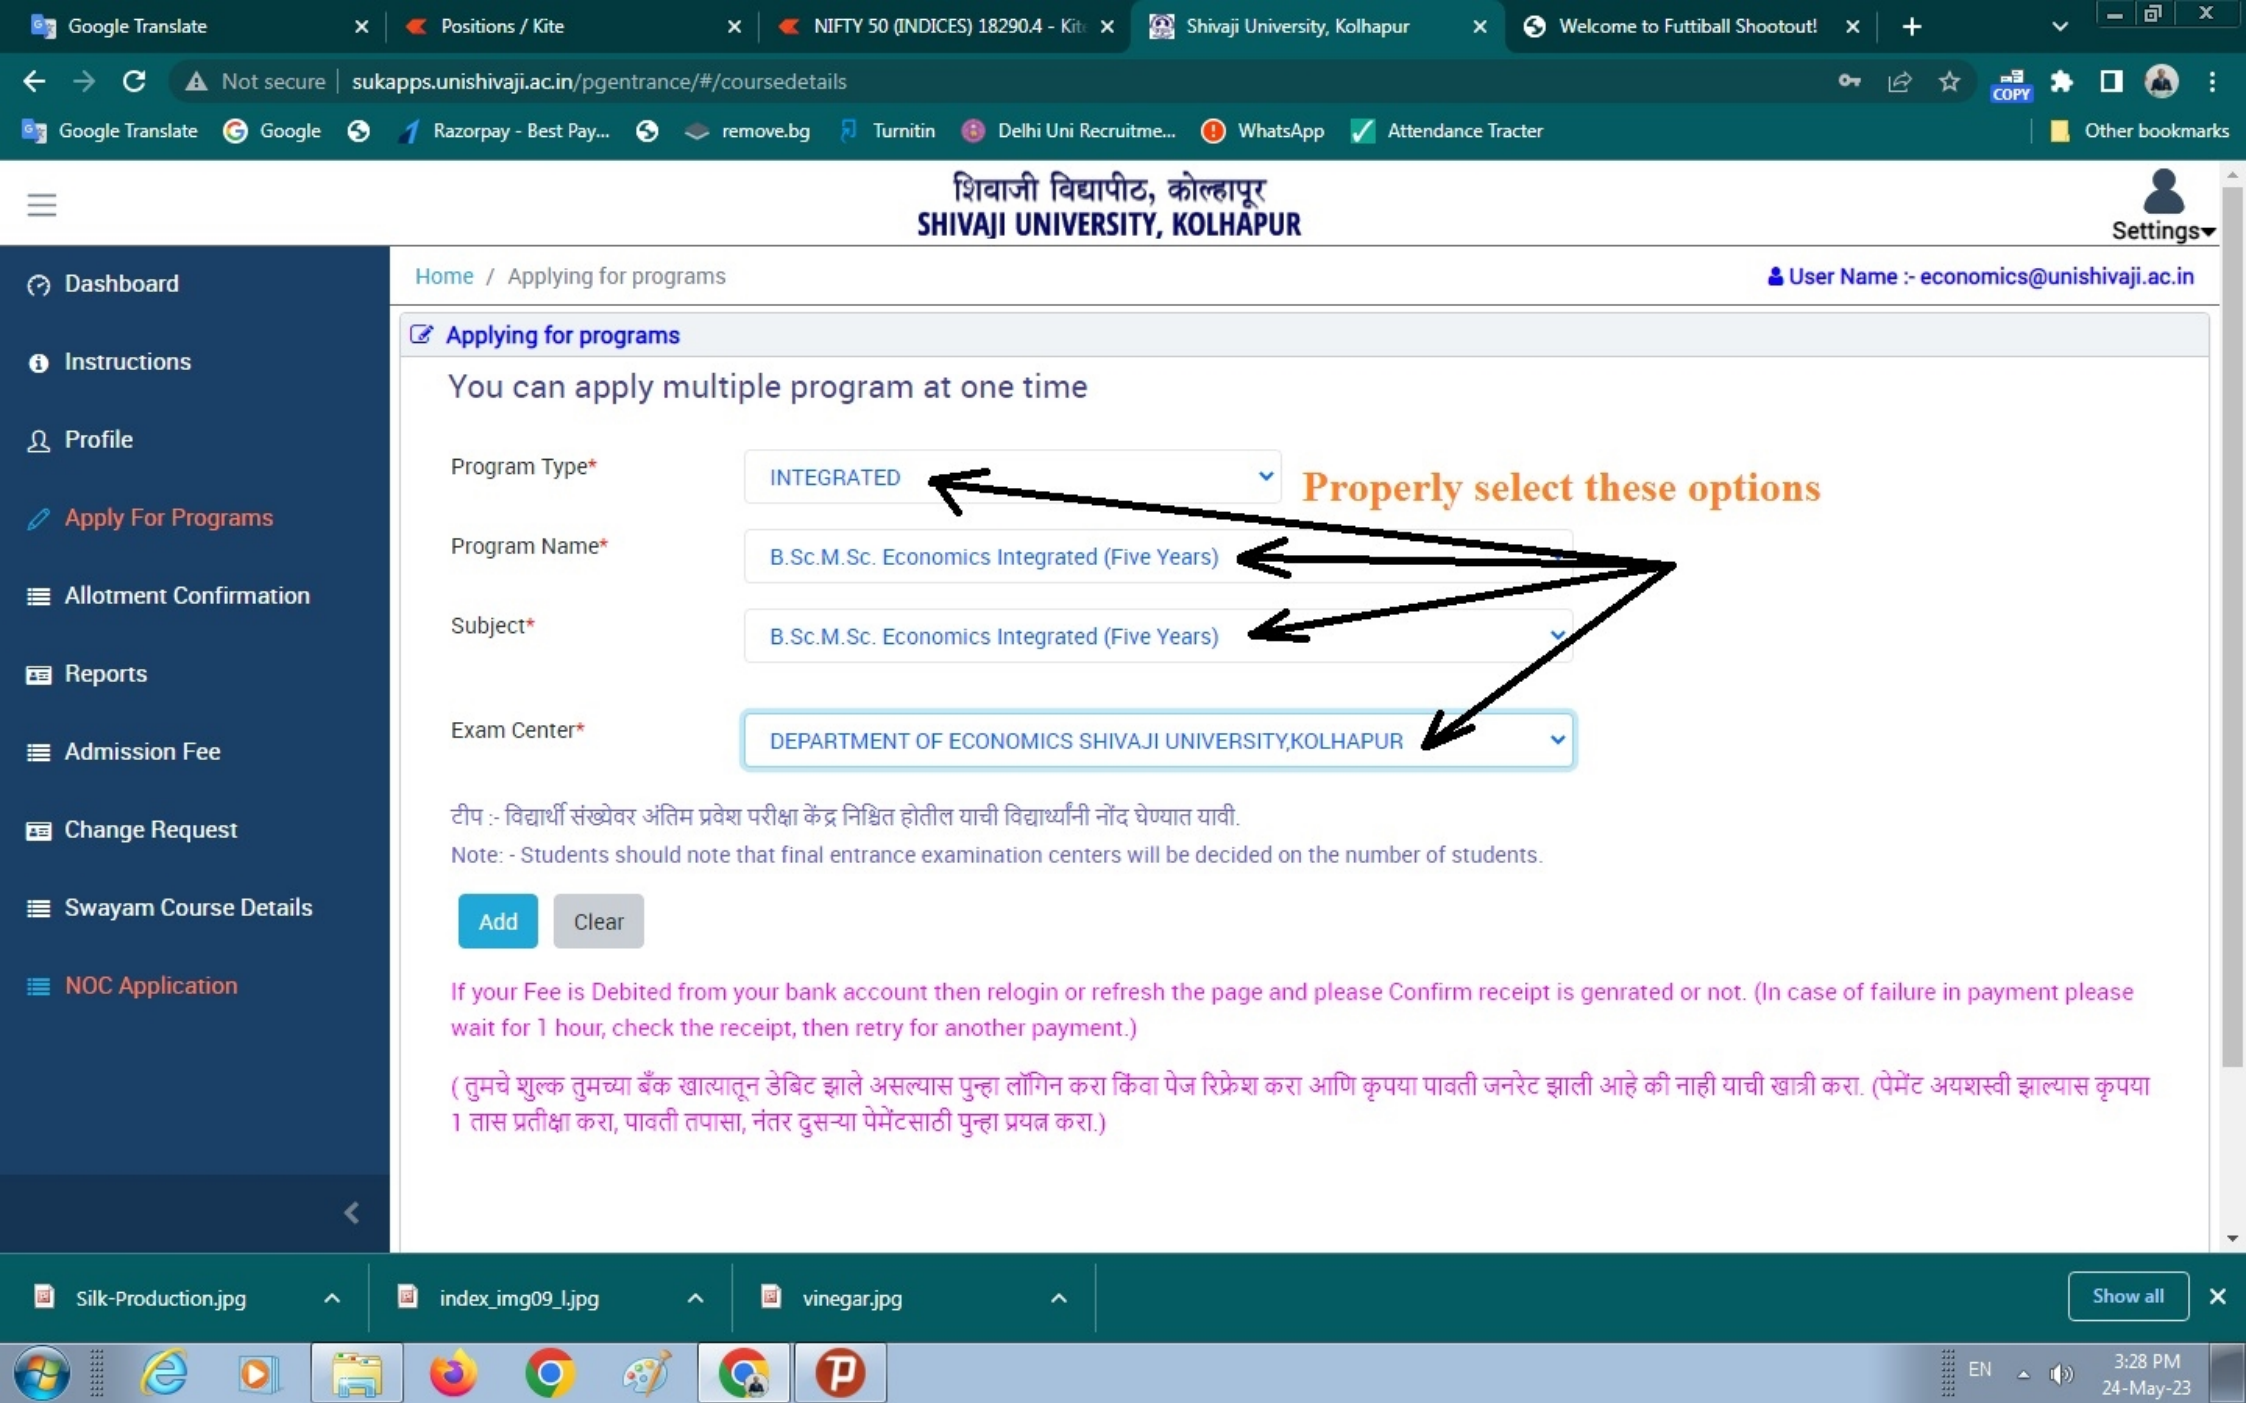 Google Translate
Positions / Kite
NIFTY 50 (INDICES) 18290.4 - Kite
Shivaji University, Kolhapur
Welcome to Futtiball Shootout!
Not secure | sukapps.unishivaji.ac.in/pgentrance/#/coursedetails
COPY
Google Translate
Google
Razorpay - Best Pay...
remove.bg
Turnitin
Delhi Uni Recruitme...
WhatsApp
Attendance Tracter
Other bookmarks
शिवाजी विद्यापीठ, कोल्हापूर
SHIVAJI UNIVERSITY, KOLHAPUR
Settings
Dashboard
Instructions
Profile
Apply For Programs
Allotment Confirmation
Reports
Admission Fee
Change Request
Swayam Course Details
NOC Application
Home / Applying for programs
User Name :- economics@unishivaji.ac.in
Applying for programs
You can apply multiple program at one time
Program Type*
INTEGRATED
Properly select these options
Program Name*
B.Sc.M.Sc. Economics Integrated (Five Years)
Subject*
B.Sc.M.Sc. Economics Integrated (Five Years)
Exam Center*
DEPARTMENT OF ECONOMICS SHIVAJI UNIVERSITY,KOLHAPUR
टीप :- विद्यार्थी संख्येवर अंतिम प्रवेश परीक्षा केंद्र निश्चित होतील याची विद्यार्थ्यांनी नोंद घेण्यात यावी.
Note: - Students should note that final entrance examination centers will be decided on the number of students.
Add
Clear
If your Fee is Debited from your bank account then relogin or refresh the page and please Confirm receipt is genrated or not. (In case of failure in payment please
wait for 1 hour, check the receipt, then retry for another payment.)
( तुमचे शुल्क तुमच्या बँक खात्यातून डेबिट झाले असल्यास पुन्हा लॉगिन करा किंवा पेज रिफ्रेश करा आणि कृपया पावती जनरेट झाली आहे की नाही याची खात्री करा. (पेमेंट अयशस्वी झाल्यास कृपया
1 तास प्रतीक्षा करा, पावती तपासा, नंतर दुसऱ्या पेमेंटसाठी पुन्हा प्रयत्न करा.)
Silk-Production.jpg
index_img09_l.jpg
vinegar.jpg
Show all
EN
3:28 PM
24-May-23